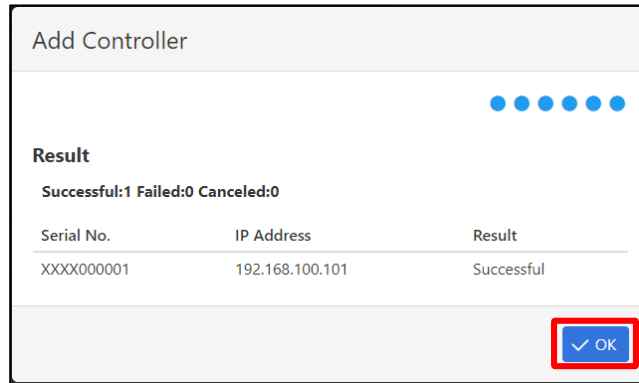 Add Controller
Result
Successful:1 Failed:0 Canceled:0
Serial No. IP Address Result
XXXX000001 192.168.100.101 Successful
OK